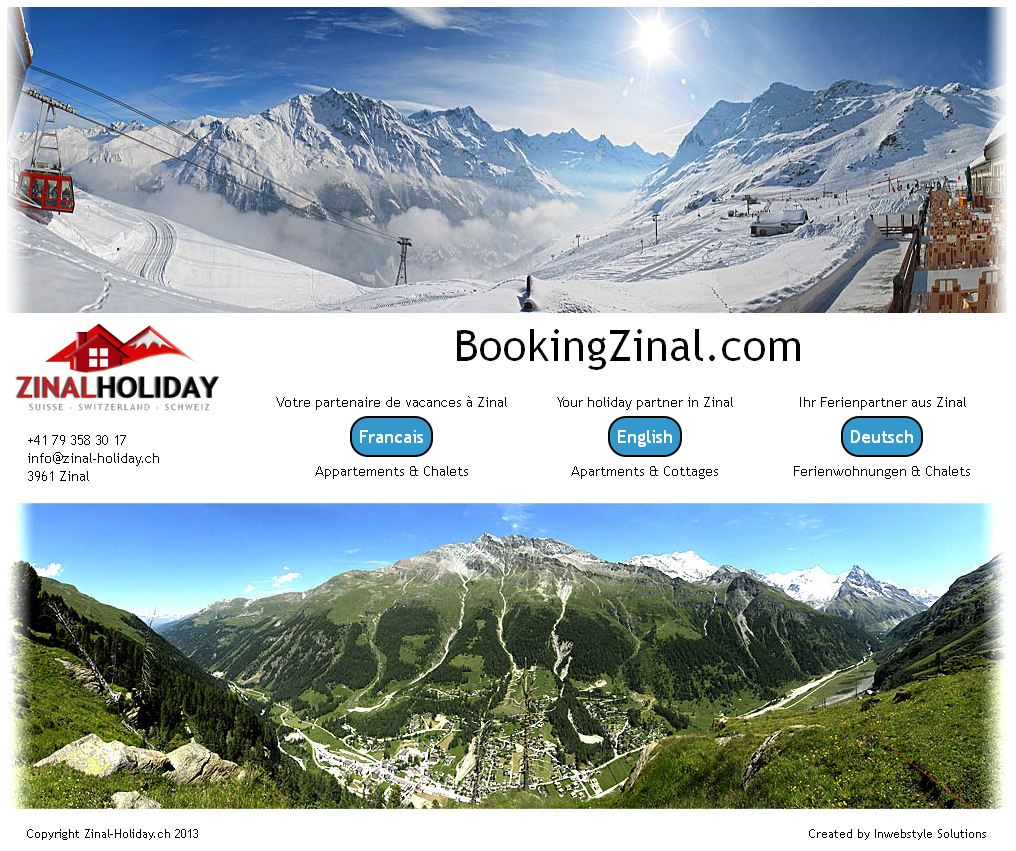 BookingZinal.com
ZINALHOLIDAY
SUISSE - SWITZERLAND - SCHWEIZ
+41 79 358 30 17
info@zinal-holiday.ch
3961 Zinal
Votre partenaire de vacances à Zinal
Francais
Appartements & Chalets
Your holiday partner in Zinal
English
Apartments & Cottages
Ihr Ferienpartner aus Zinal
Deutsch
Ferienwohnungen & Chalets
Copyright Zinal-Holiday.ch 2013
Created by Inwebstyle Solutions